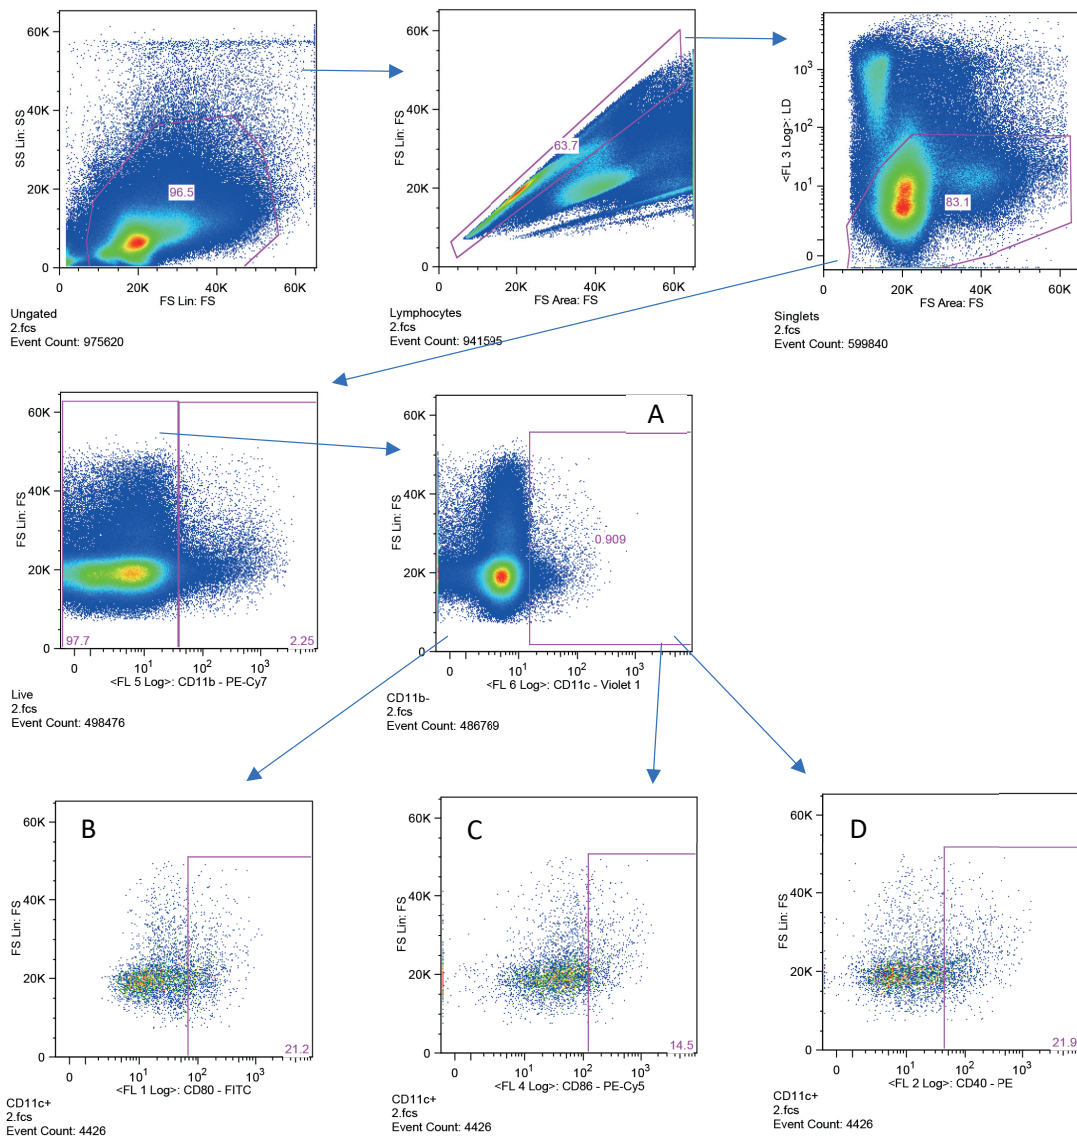 60K
40K
20K
0
SS Lin: SS
96.5
0 20K 40K 60K
FS Lin: FS
Ungated
2.fcs
Event Count: 975620
60K
40K
20K
0
FS Lin: FS
63.7
0 20K 40K 60K
FS Area: FS
Lymphocytes
2.fcs
Event Count: 941595
10³
10²
10¹
0
<FL 3 Log>: LD
83.1
0 20K 40K 60K
FS Area: FS
Singlets
2.fcs
Event Count: 599840
60K
40K
20K
0
FS Lin: FS
97.7 2.25
0 10¹ 10² 10³
<FL 5 Log>: CD11b - PE-Cy7
Live
2.fcs
Event Count: 498476
A
60K
40K
20K
0
FS Lin: FS
0.909
0 10¹ 10² 10³
<FL 6 Log>: CD11c - Violet 1
CD11b-
2.fcs
Event Count: 486769
B
60K
40K
20K
0
FS Lin: FS
21.2
0 10¹ 10² 10³
<FL 1 Log>: CD80 - FITC
CD11c+
2.fcs
Event Count: 4426
C
60K
40K
20K
0
FS Lin: FS
14.5
0 10¹ 10² 10³
<FL 4 Log>: CD86 - PE-Cy5
CD11c+
2.fcs
Event Count: 4426
D
60K
40K
20K
0
FS Lin: FS
21.9
0 10¹ 10² 10³
<FL 2 Log>: CD40 - PE
CD11c+
2.fcs
Event Count: 4426